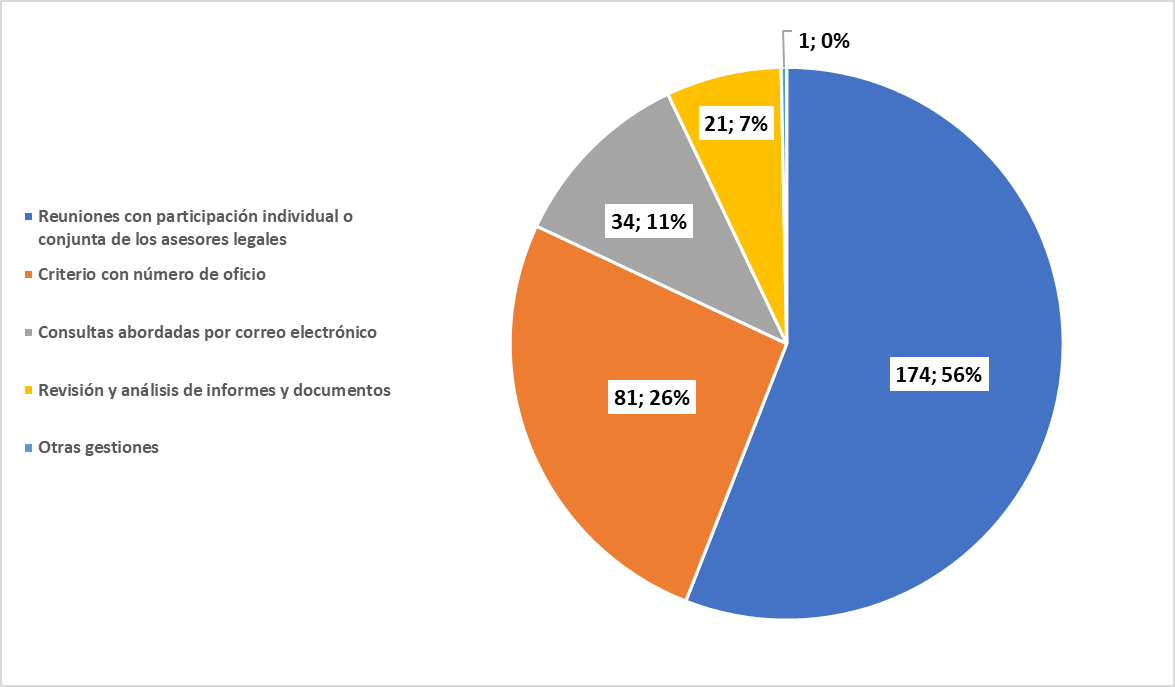 1; 0%
21; 7%
34; 11%
Reuniones con participación individual o
conjunta de los asesores legales
Criterio con número de oficio
Consultas abordadas por correo electrónico
Revisión y análisis de informes y documentos
Otras gestiones
174; 56%
81; 26%